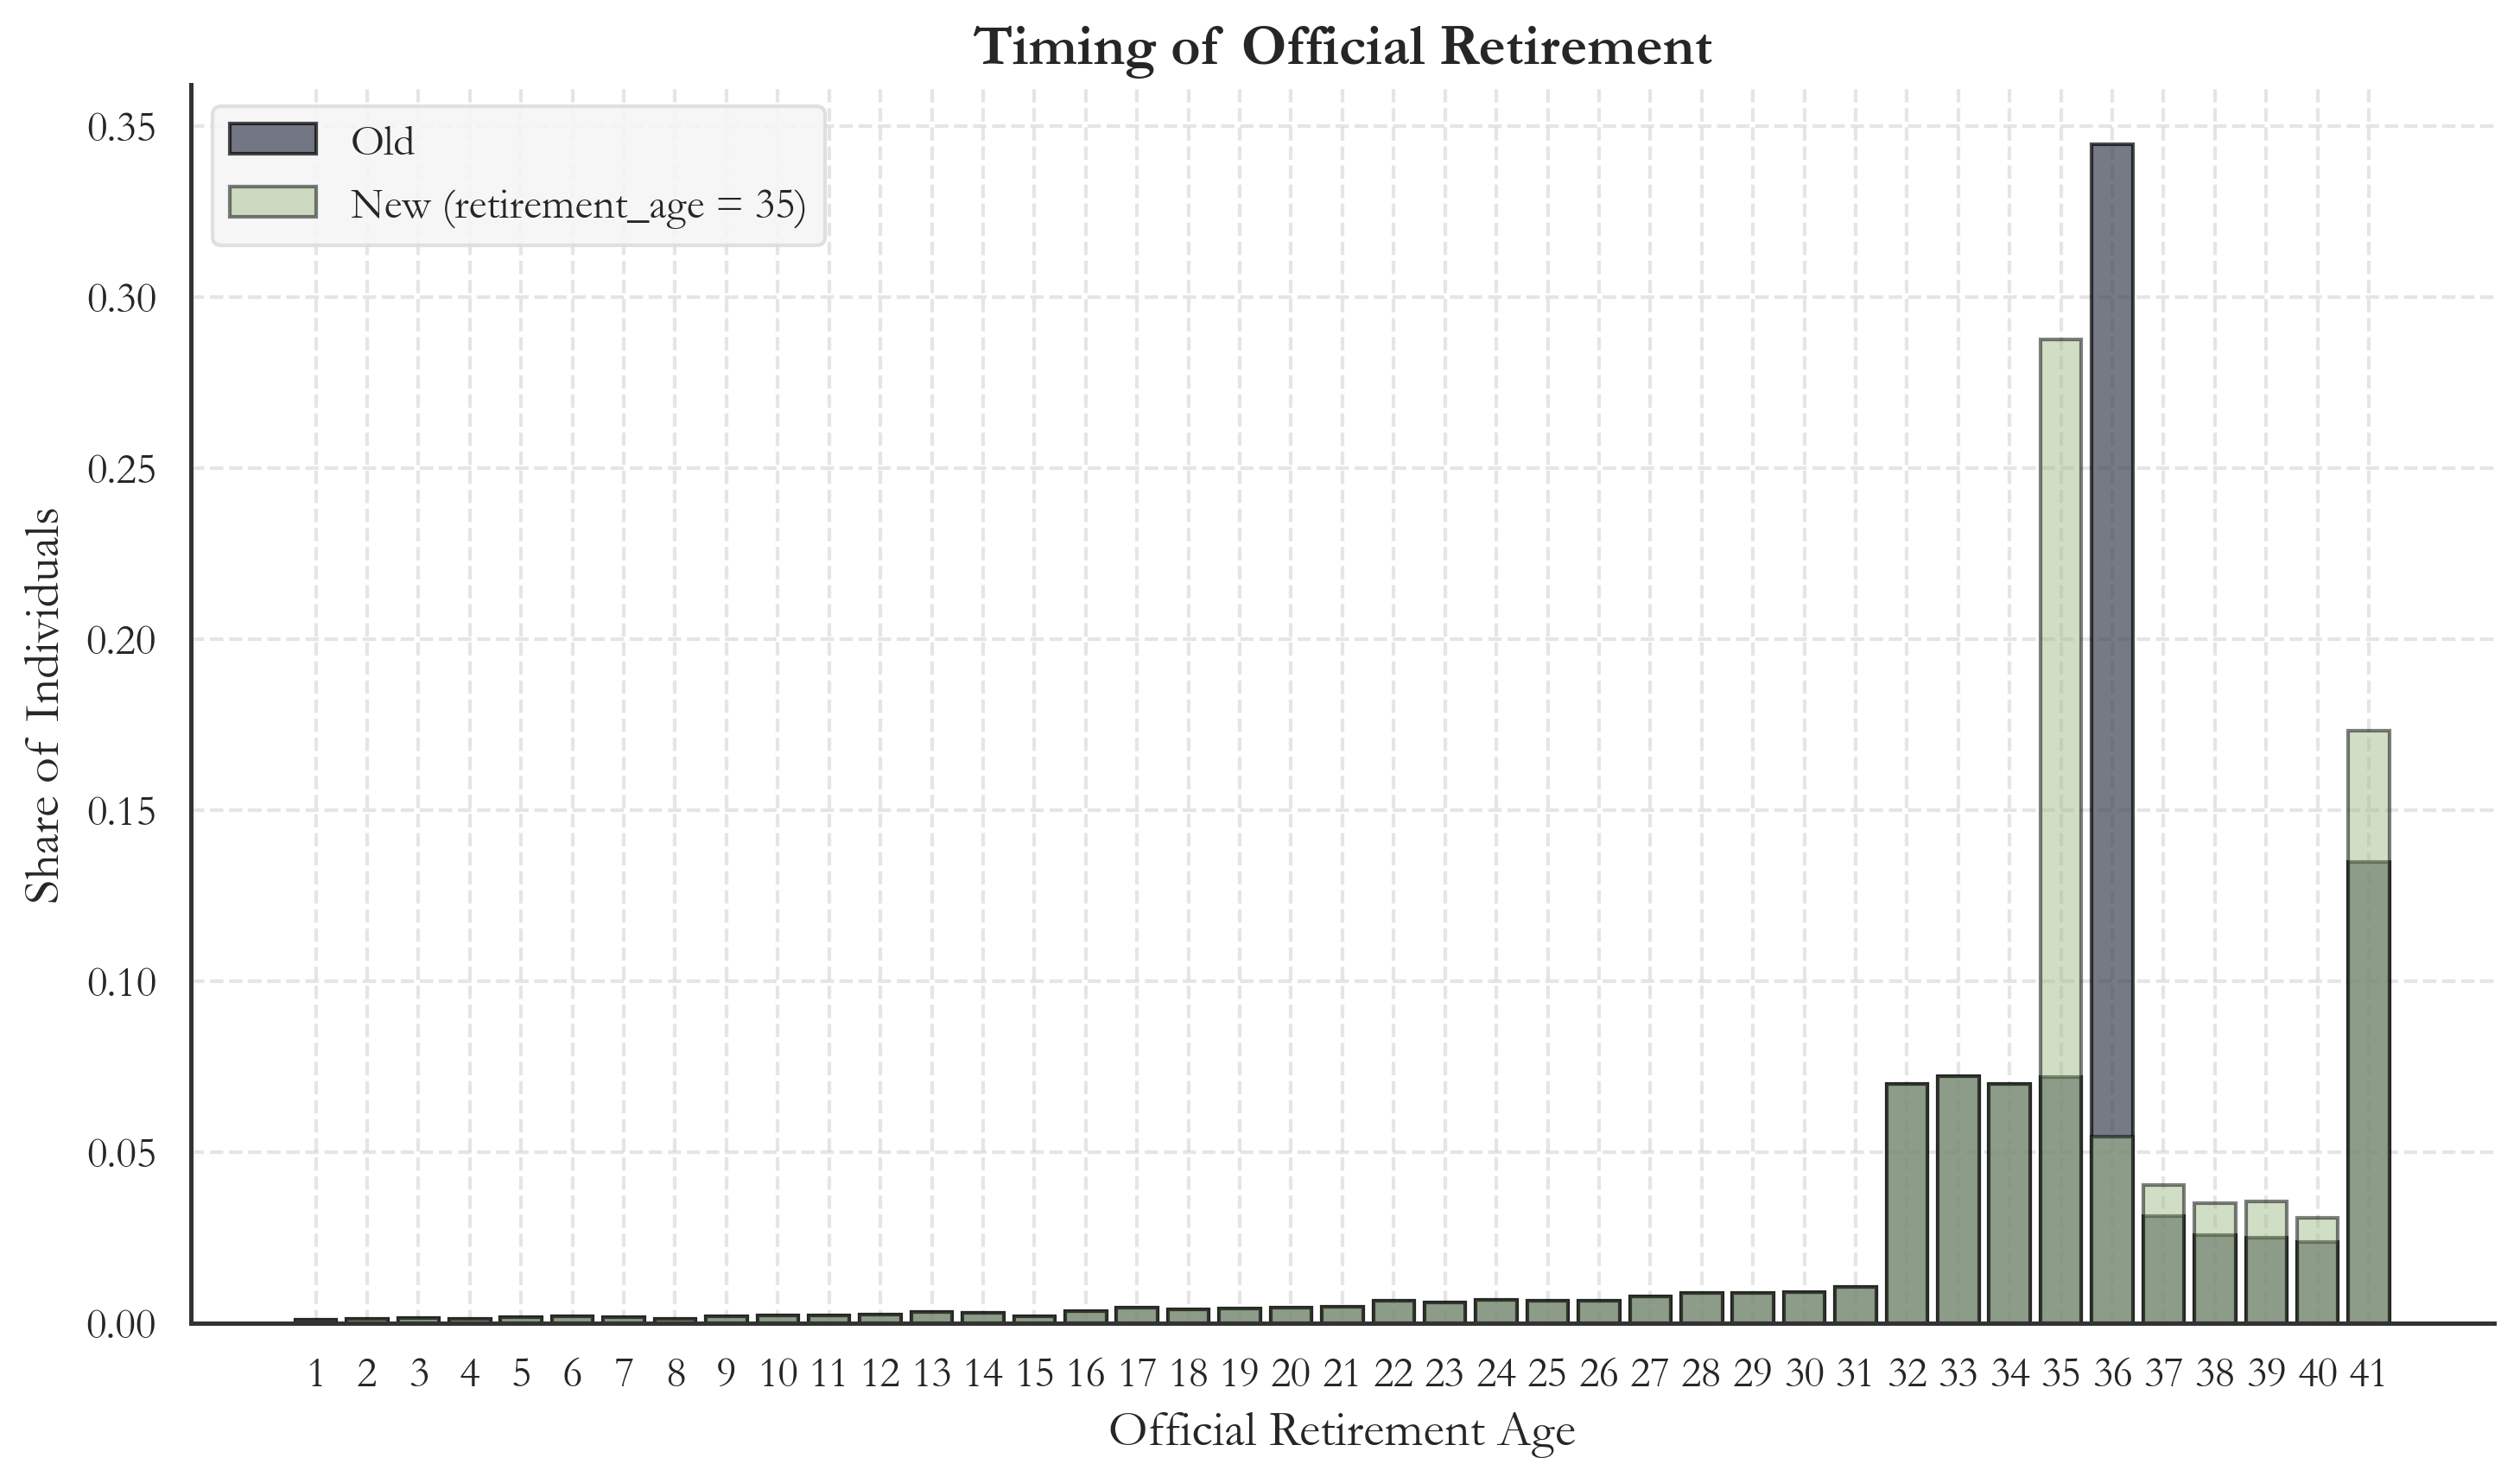 Timing of Official Retirement
Old
New (retirement_age = 35)
0.35
0.30
0.25
0.20
0.15
0.10
0.05
0.00
Share of Individuals
1 2 3 4 5 6 7 8 9 10 11 12 13 14 15 16 17 18 19 20 21 22 23 24 25 26 27 28 29 30 31 32 33 34 35 36 37 38 39 40 41
Official Retirement Age